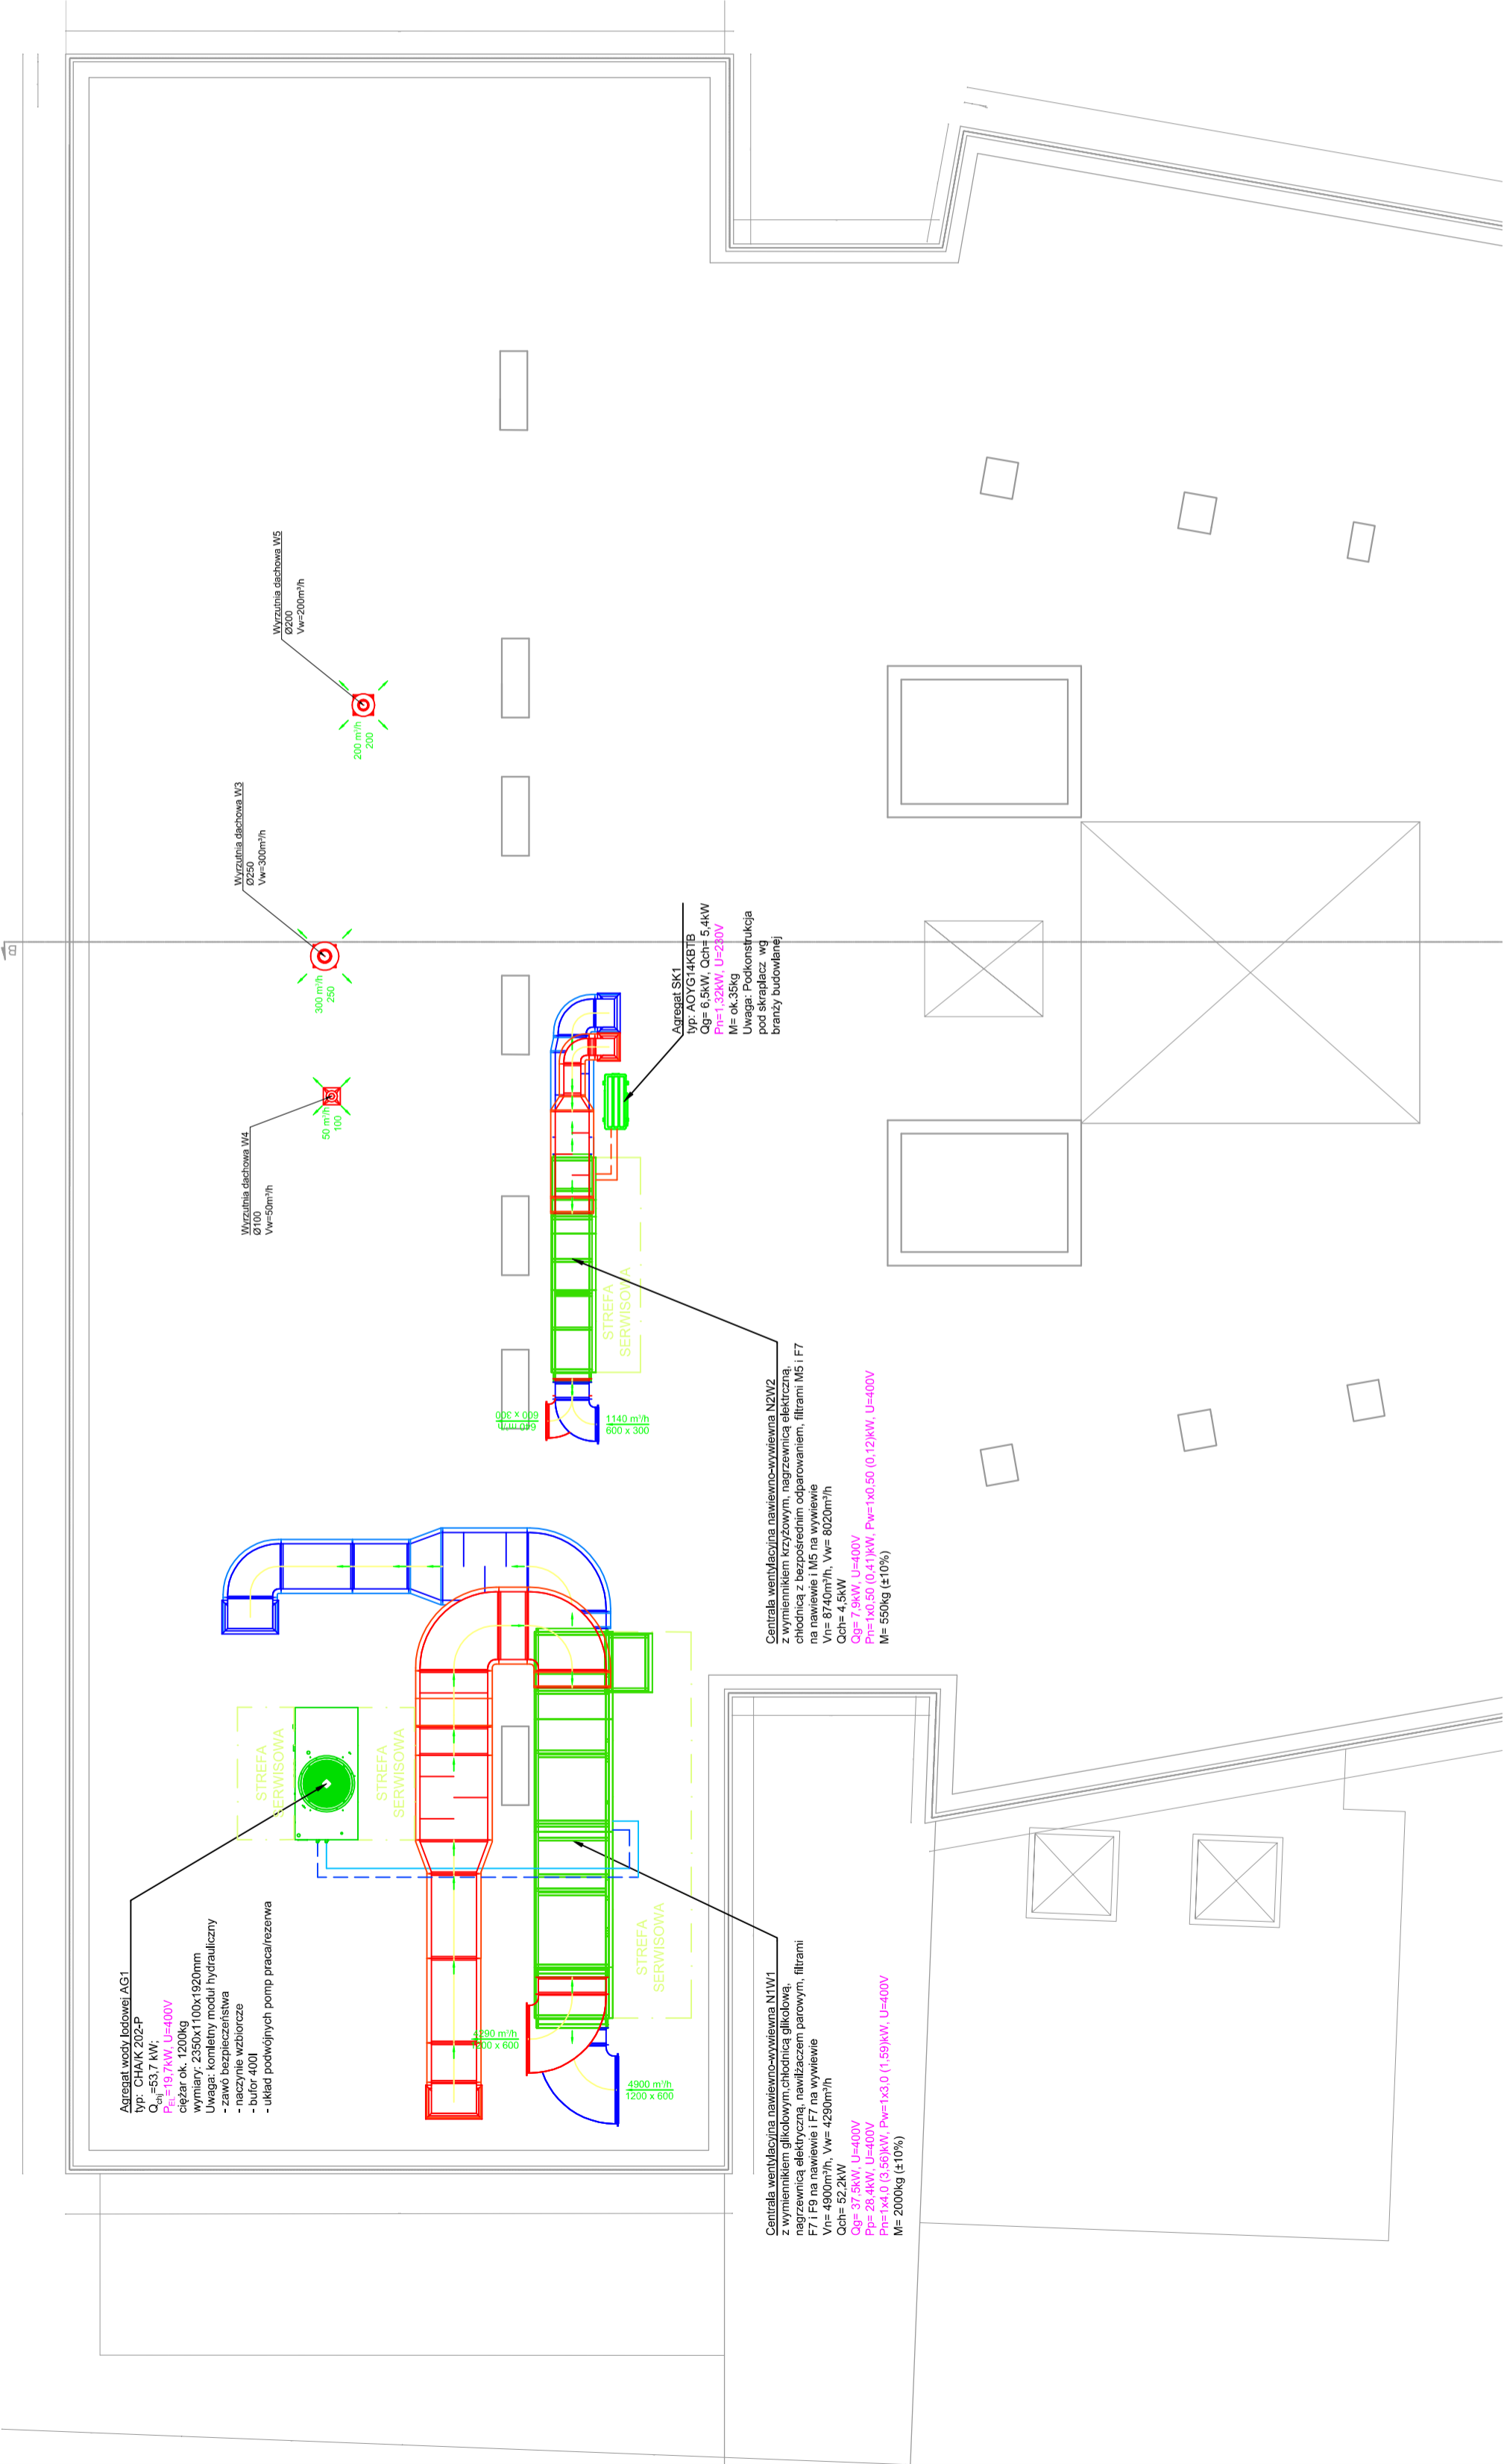 B
Wyrzutnia dachowa W5
Ø200
Vw=200m³/h
200 m³/h
200
Wyrzutnia dachowa W3
Ø250
Vw=300m³/h
300 m³/h
250
Wyrzutnia dachowa W4
Ø100
Vw=50m³/h
50 m³/h
100
Agregat SK1
typ: AOYG14KBTB
Qg= 6,5kW, Qch= 5,4kW
Pn=1,32kW, U=230V
M= ok.35kg
Uwaga: Podkonstrukcja
pod skraplacz wg
branży budowlanej
STREFA
SERWISOWA
640 m³/h
600 x 300
1140 m³/h
600 x 300
Centrala wentylacyjna nawiewno-wywiewna N2W2
z wymiennikiem krzyżowym, nagrzewnicą elektrczną,
chłodnicą z bezpośrednim odparowaniem, filtrami M5 i F7
na nawiewie i M5 na wywiewie
Vn= 8740m³/h, Vw= 8020m³/h
Qch= 4,5kW
Qg= 7,9kW, U=400V
Pn=1x0,50 (0,41)kW, Pw=1x0,50 (0,12)kW, U=400V
M= 550kg (±10%)
STREFA
SERWISOWA
STREFA
SERWISOWA
Agregat wody lodowej AG1
typ: CHA/K 202-P
Qchj=53,7 kW;
PEL=19,7kW, U=400V
ciężar ok. 1200kg
wymiary: 2350x1100x1920mm
Uwaga: komletny moduł hydrauliczny
- zawó bezpieczeństwa
- naczynie wzbiorcze
- bufor 400l
- układ podwójnych pomp praca/rezerwa
STREFA
SERWISOWA
4290 m³/h
1200 x 600
4900 m³/h
1200 x 600
Centrala wentylacyjna nawiewno-wywiewna N1W1
z wymiennikiem glikolowym,chłodnicą glikolową,
nagrzewnicą elektryczną, nawilżaczem parowym, filtrami
F7 i F9 na nawiewie i F7 na wywiewie
Vn= 4900m³/h, Vw= 4290m³/h
Qch= 52,2kW
Qg= 37,5kW, U=400V
Pp= 28,4kW, U=400V
Pn=1x4,0 (3,56)kW, Pw=1x3,0 (1,59)kW, U=400V
M= 2000kg (±10%)